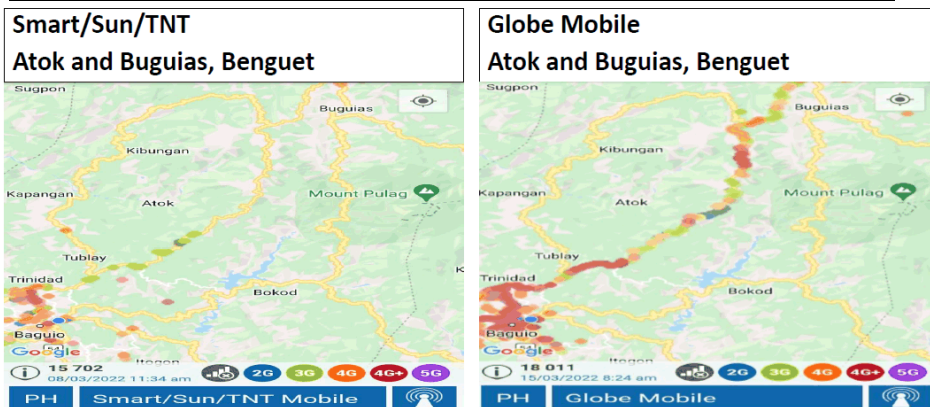 Smart/Sun/TNT
Atok and Buguias, Benguet
Sugpon
Buguias
Kibungan
Kapangan
Atok
Mount Pulag
Tublay
Trinidad
K
Bokod
Baguio
54
Google
Itogon
15 702
08/03/2022 11:34 am
2G
3G
4G
4G+
5G
PH
Smart/Sun/TNT Mobile
Globe Mobile
Atok and Buguias, Benguet
Sugpon
Buguias
Kibungan
Kapangan
Atok
Mount Pulag
Tublay
Trinidad
Bokod
Baguio
54
Google
Itogon
18 011
15/03/2022 8:24 am
2G
3G
4G
4G+
5G
PH
Globe Mobile